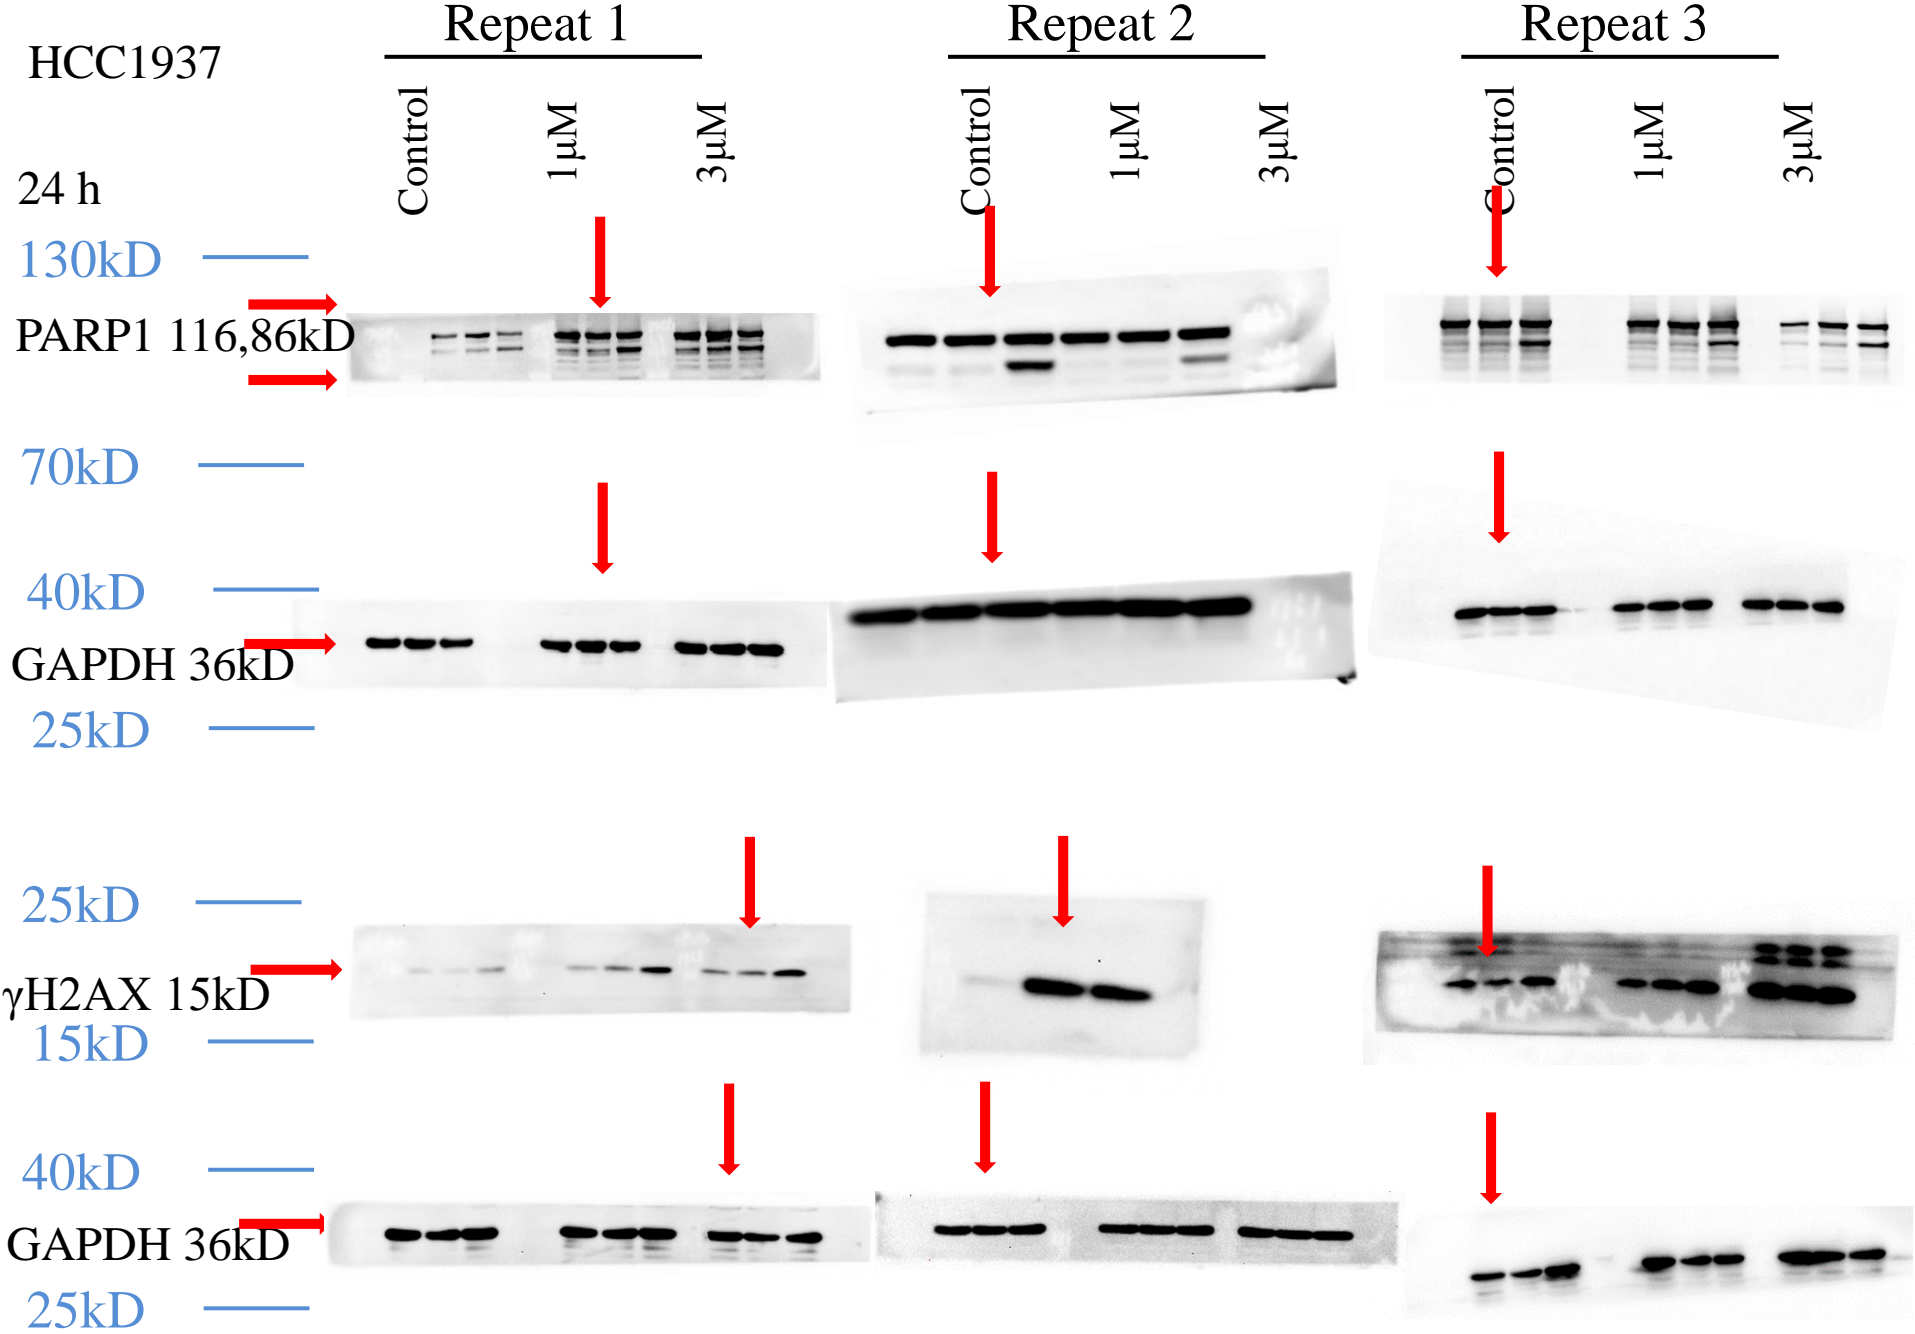 Repeat 1
Repeat 2
Repeat 3
HCC1937
Control
1μM
3μM
Control
1μM
3μM
Control
1μM
3μM
24 h
130kD
PARP1 116,86kD
70kD
40kD
GAPDH 36kD
25kD
25kD
γH2AX 15kD
15kD
40kD
GAPDH 36kD
25kD